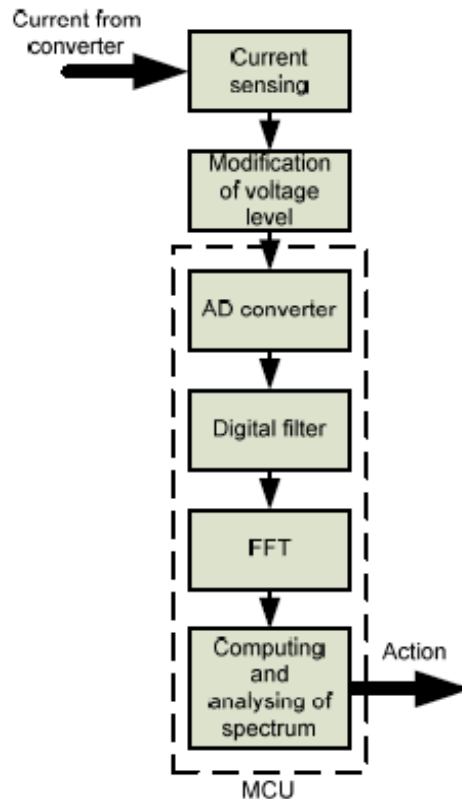 Current from
converter
Current
sensing
Modification
of voltage
level
AD converter
Digital filter
FFT
Computing
and
analysing of
spectrum
Action
MCU